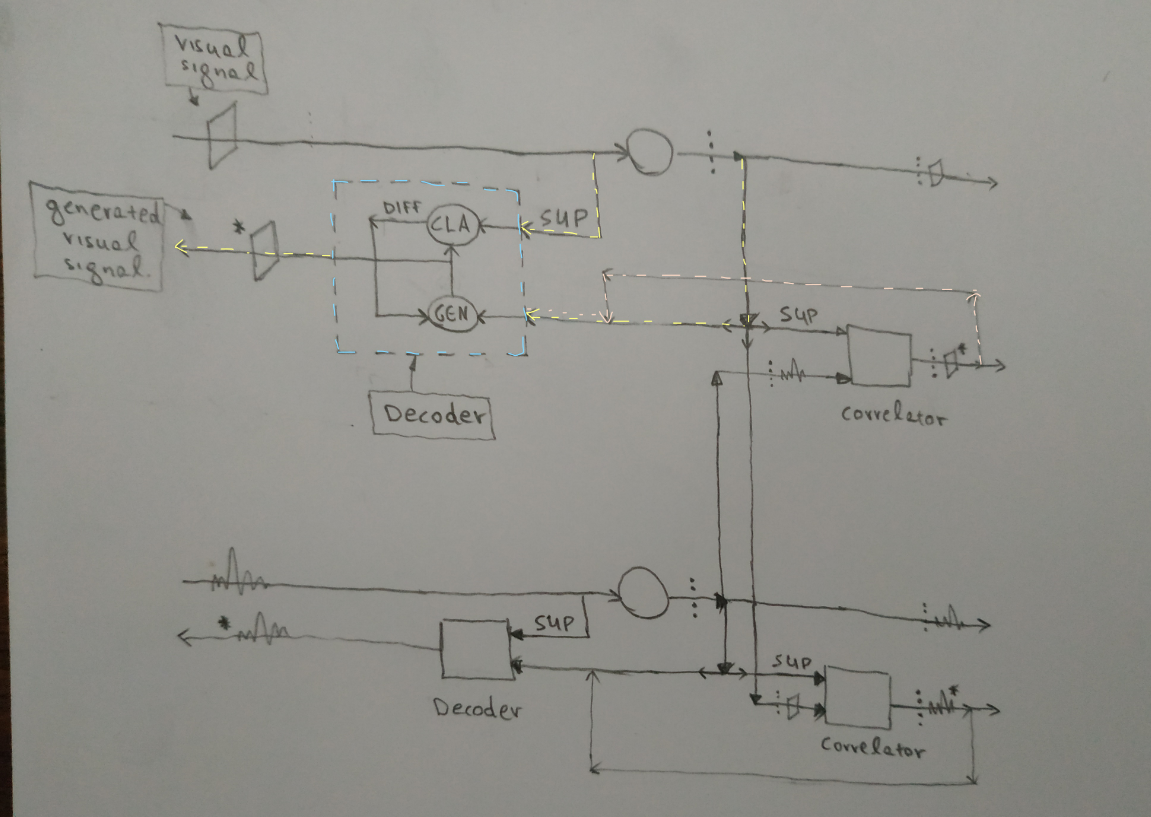 visual
signal
generated
visual
signal.
*
DIFF
CLA
SUP
GEN
SUP
*
Correlator
Decoder
*
SUP
Decoder
SUP
*
Correlator